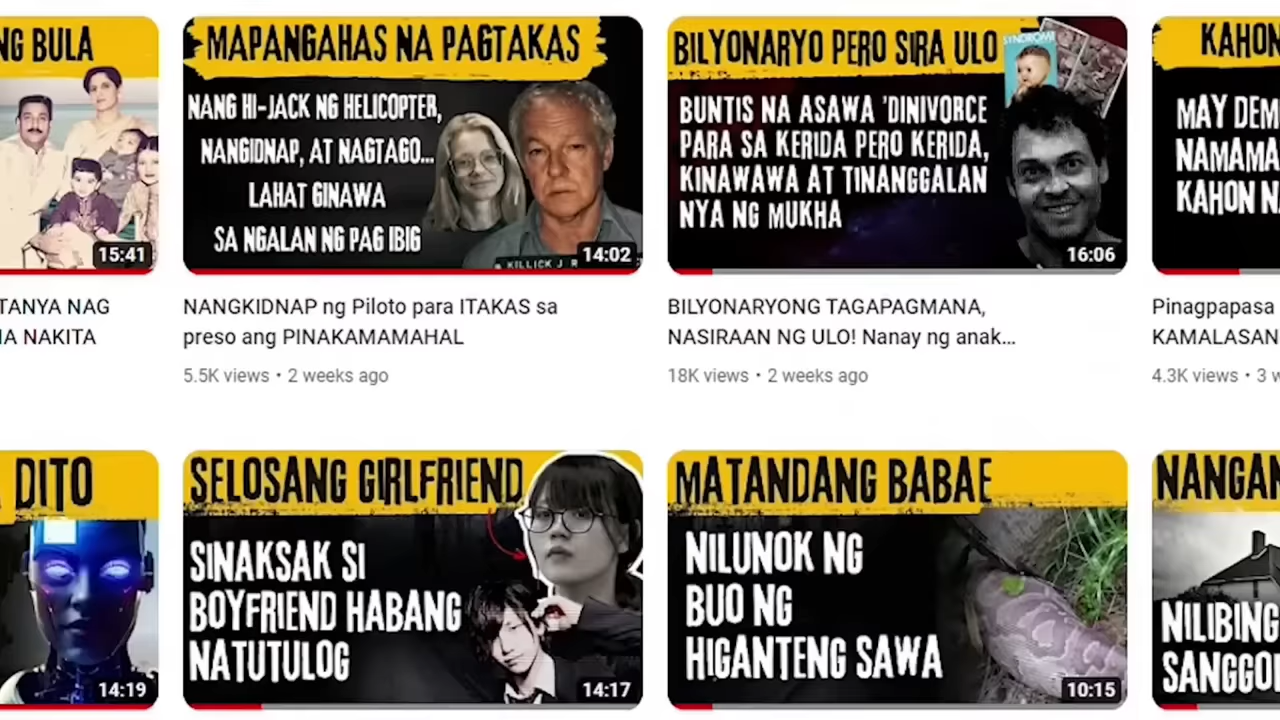 NG BULA
15:41
TANYA NAG
NAKITA
MAPANGAHAS NA PAGTAKAS
NANG HI-JACK NG HELICOPTER,
NANGIDNAP, AT NAGTAGO...
LAHAT GINAWA
SA NGALAN NG PAG IBIG
KILLICK J R
14:02
NANGKIDNAP ng Piloto para ITAKAS sa
preso ang PINAKAMAMAHAL
5.5K views • 2 weeks ago
BILYONARYO PERO SIRA ULO
SYNDROME
BUNTIS NA ASAWA 'DINIVORCE
PARA SA KERIDA PERO KERIDA,
KINAWAWA AT TINANGGALAN
NYA NG MUKHA
16:06
BILYONARYONG TAGAPAGMANA,
NASIRAAN NG ULO! Nanay ng anak...
18K views • 2 weeks ago
KAHON
MAY DEM
NAMAMA
KAHON NA
Pinagpapasa
KAMALASAN
4.3K views • 3 w
DITO
14:19
SELOSANG GIRLFRIEND
SINAKSAK SI
BOYFRIEND HABANG
NATUTULOG
14:17
MATANDANG BABAE
NILUNOK NG
BUO NG
HIGANTENG SAWA
10:15
NANGAN
NILIBING
SANGGOL